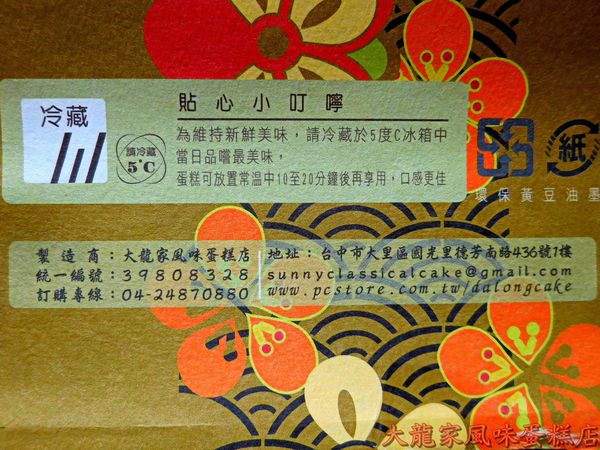 冷藏
請冷藏
5℃
貼心小叮嚀
為維持新鮮美味，請冷藏於5度C冰箱中
當日品嚐最美味，
蛋糕可放置常温中10至20分鐘後再享用，口感更佳
紙
環保黃豆油墨
製造商：大龍家風味蛋糕店
統一編號：39808328
訂購專線：04-24870880
地址：台中市大里區國光里德芳南路436號1樓
sunnyclassicalcake@gmail.com
www.pcstore.com.tw/dalongcake
大龍家風味蛋糕店